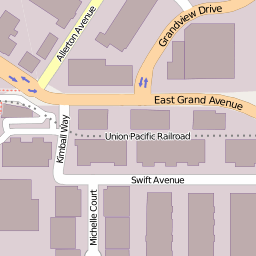 Grandview Drive
Allerton Avenue
East Grand Avenue
Union Pacific Railroad
Kimball Way
Swift Avenue
Michelle Court